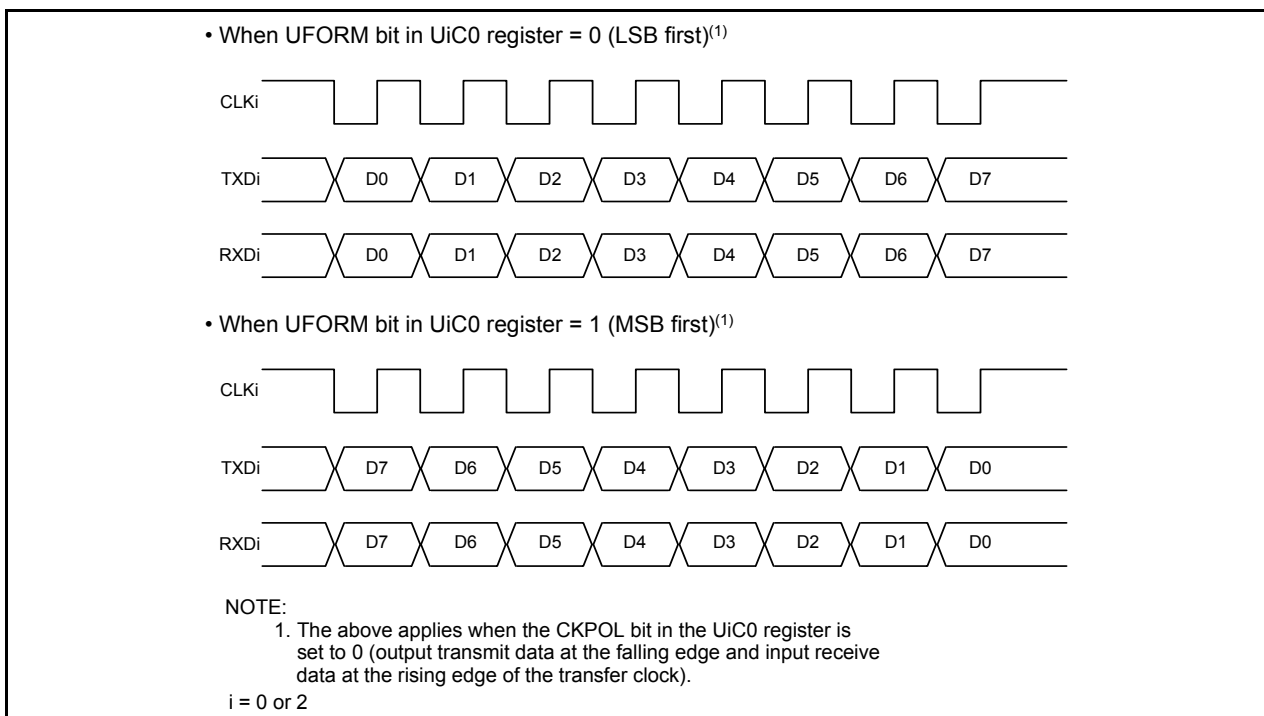 • When UFORM bit in UiC0 register = 0 (LSB first)(1)
CLKi
TXDi D0 D1 D2 D3 D4 D5 D6 D7
RXDi D0 D1 D2 D3 D4 D5 D6 D7
• When UFORM bit in UiC0 register = 1 (MSB first)(1)
CLKi
TXDi D7 D6 D5 D4 D3 D2 D1 D0
RXDi D7 D6 D5 D4 D3 D2 D1 D0
NOTE:
1. The above applies when the CKPOL bit in the UiC0 register is
set to 0 (output transmit data at the falling edge and input receive
data at the rising edge of the transfer clock).
i = 0 or 2